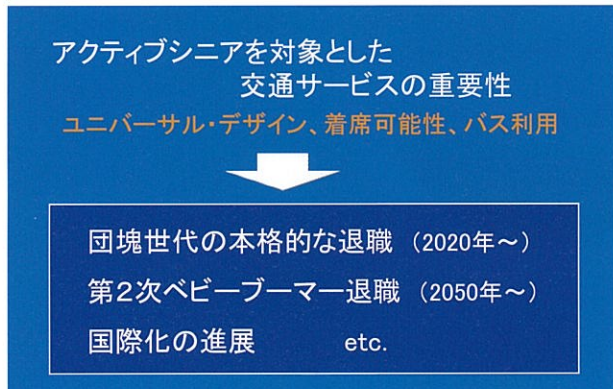 アクティブシニアを対象とした
交通サービスの重要性
ユニバーサル・デザイン、着席可能性、バス利用
団塊世代の本格的な退職 （2020年～）
第２次ベビーブーマー退職 （2050年～）
国際化の進展 etc.